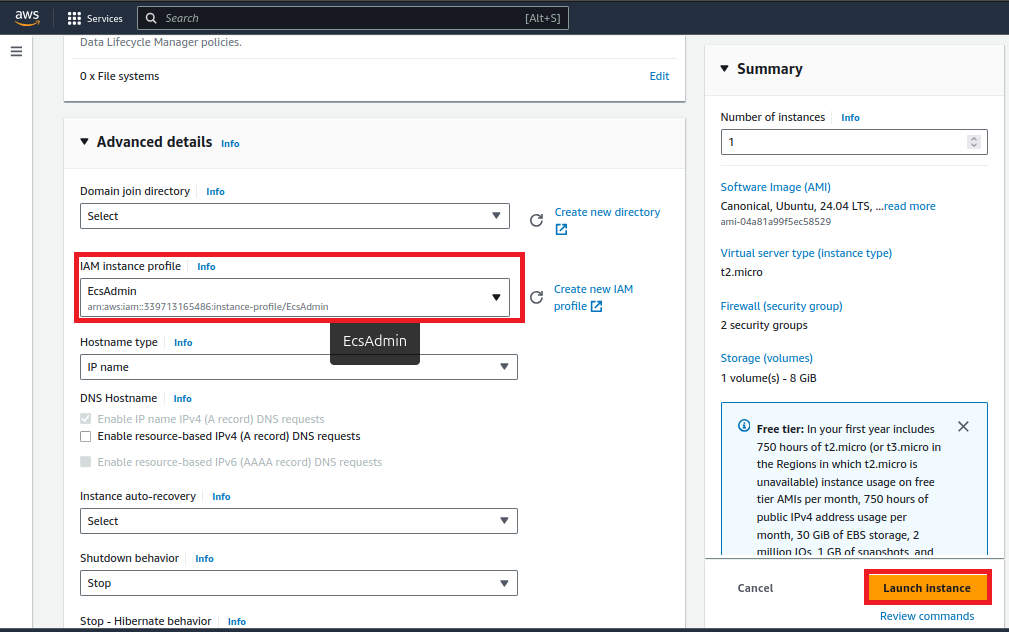 aws
Services
Search
[Alt+S]
Data Lifecycle Manager policies.
0 x File systems
Edit
Advanced details Info
Domain join directory Info
Select
Create new directory
IAM instance profile Info
EcsAdmin
arn:aws:iam::339713165486:instance-profile/EcsAdmin
Create new IAM
profile
EcsAdmin
Hostname type Info
IP name
DNS Hostname Info
Enable IP name IPv4 (A record) DNS requests
Enable resource-based IPv4 (A record) DNS requests
Enable resource-based IPv6 (AAAA record) DNS requests
Instance auto-recovery Info
Select
Shutdown behavior Info
Stop
Stop - Hibernate behavior Info
Summary
Number of instances Info
1
Software Image (AMI)
Canonical, Ubuntu, 24.04 LTS, ...read more
ami-04a81a99f5ec58529
Virtual server type (instance type)
t2.micro
Firewall (security group)
2 security groups
Storage (volumes)
1 volume(s) - 8 GiB
Free tier: In your first year includes
750 hours of t2.micro (or t3.micro in
the Regions in which t2.micro is
unavailable) instance usage on free
tier AMIs per month, 750 hours of
public IPv4 address usage per
month, 30 GiB of EBS storage, 2
million IOs, 1 GB of snapshots, and
Cancel
Launch instance
Review commands